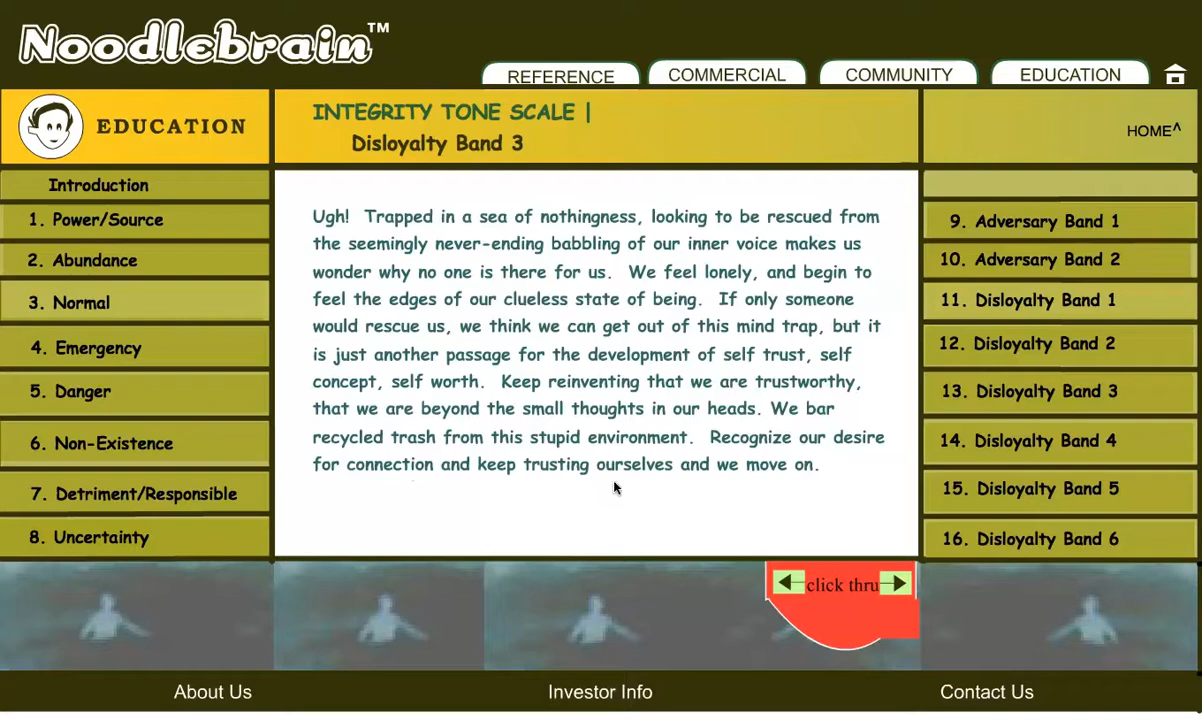 Noodlebrain™
REFERENCE
COMMERCIAL
COMMUNITY
EDUCATION
EDUCATION
INTEGRITY TONE SCALE |
Disloyalty Band 3
HOME^
Introduction
1. Power/Source
2. Abundance
3. Normal
4. Emergency
5. Danger
6. Non-Existence
7. Detriment/Responsible
8. Uncertainty
Ugh! Trapped in a sea of nothingness, looking to be rescued from
the seemingly never-ending babbling of our inner voice makes us
wonder why no one is there for us. We feel lonely, and begin to
feel the edges of our clueless state of being. If only someone
would rescue us, we think we can get out of this mind trap, but it
is just another passage for the development of self trust, self
concept, self worth. Keep reinventing that we are trustworthy,
that we are beyond the small thoughts in our heads. We bar
recycled trash from this stupid environment. Recognize our desire
for connection and keep trusting ourselves and we move on.
9. Adversary Band 1
10. Adversary Band 2
11. Disloyalty Band 1
12. Disloyalty Band 2
13. Disloyalty Band 3
14. Disloyalty Band 4
15. Disloyalty Band 5
16. Disloyalty Band 6
click thru
About Us
Investor Info
Contact Us